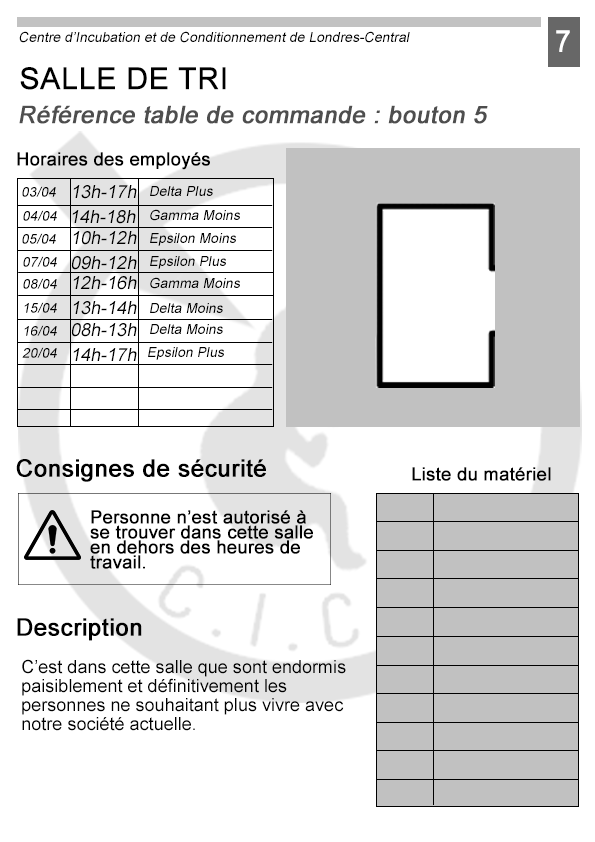 Centre d'Incubation et de Conditionnement de Londres-Central
7
SALLE DE TRI
Référence table de commande : bouton 5
Horaires des employés
03/04 13h-17h Delta Plus
04/04 14h-18h Gamma Moins
05/04 10h-12h Epsilon Moins
07/04 09h-12h Epsilon Plus
08/04 12h-16h Gamma Moins
15/04 13h-14h Delta Moins
16/04 08h-13h Delta Moins
20/04 14h-17h Epsilon Plus
Consignes de sécurité
Personne n'est autorisé à
se trouver dans cette salle
en dehors des heures de
travail.
Liste du matériel
Description
C'est dans cette salle que sont endormis
paisiblement et définitivement les
personnes ne souhaitant plus vivre avec
notre société actuelle.
C.I.C